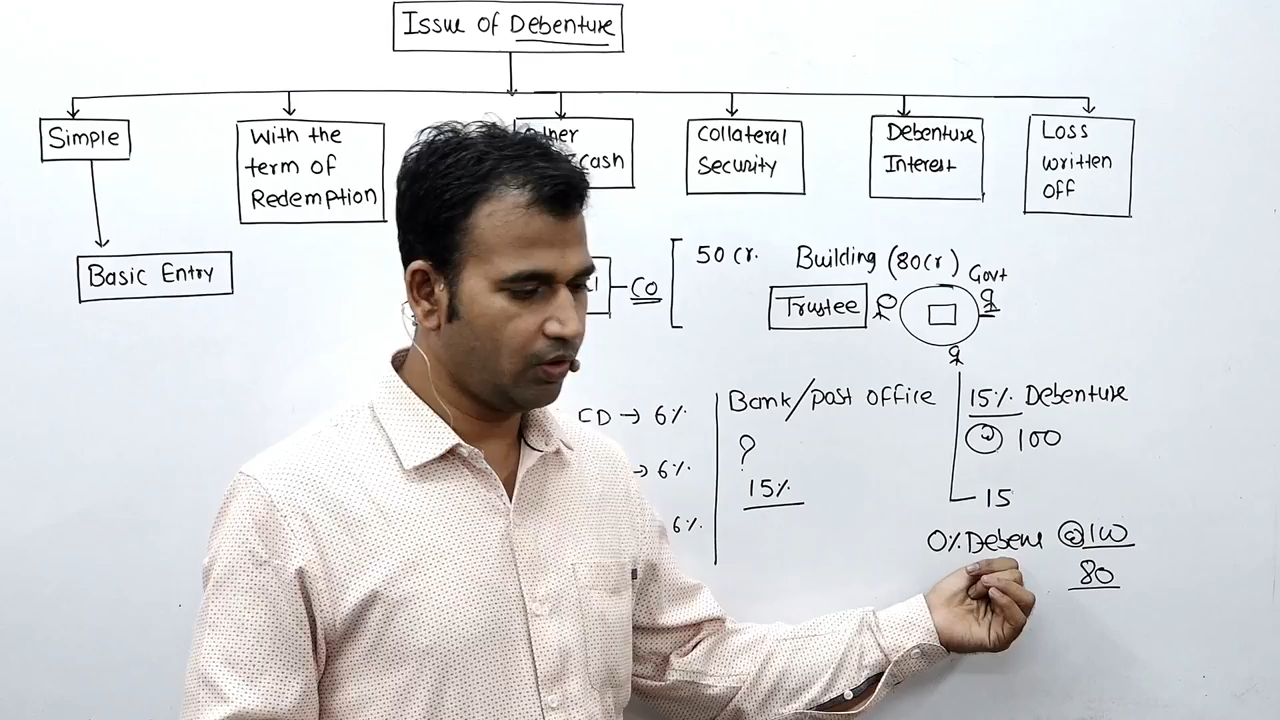 Issue of Debenture
Simple
With the
term of
Redemption
cash
Collateral
Security
Debenture
Interest
Loss
written
off
Basic Entry
CO
50 cr.
Building (80cr)
Govt
Trustee
CD → 6%
→ 6%
6%
Bank/post office
?
15%
15% Debenture
100
15
0% Debenu @100
80